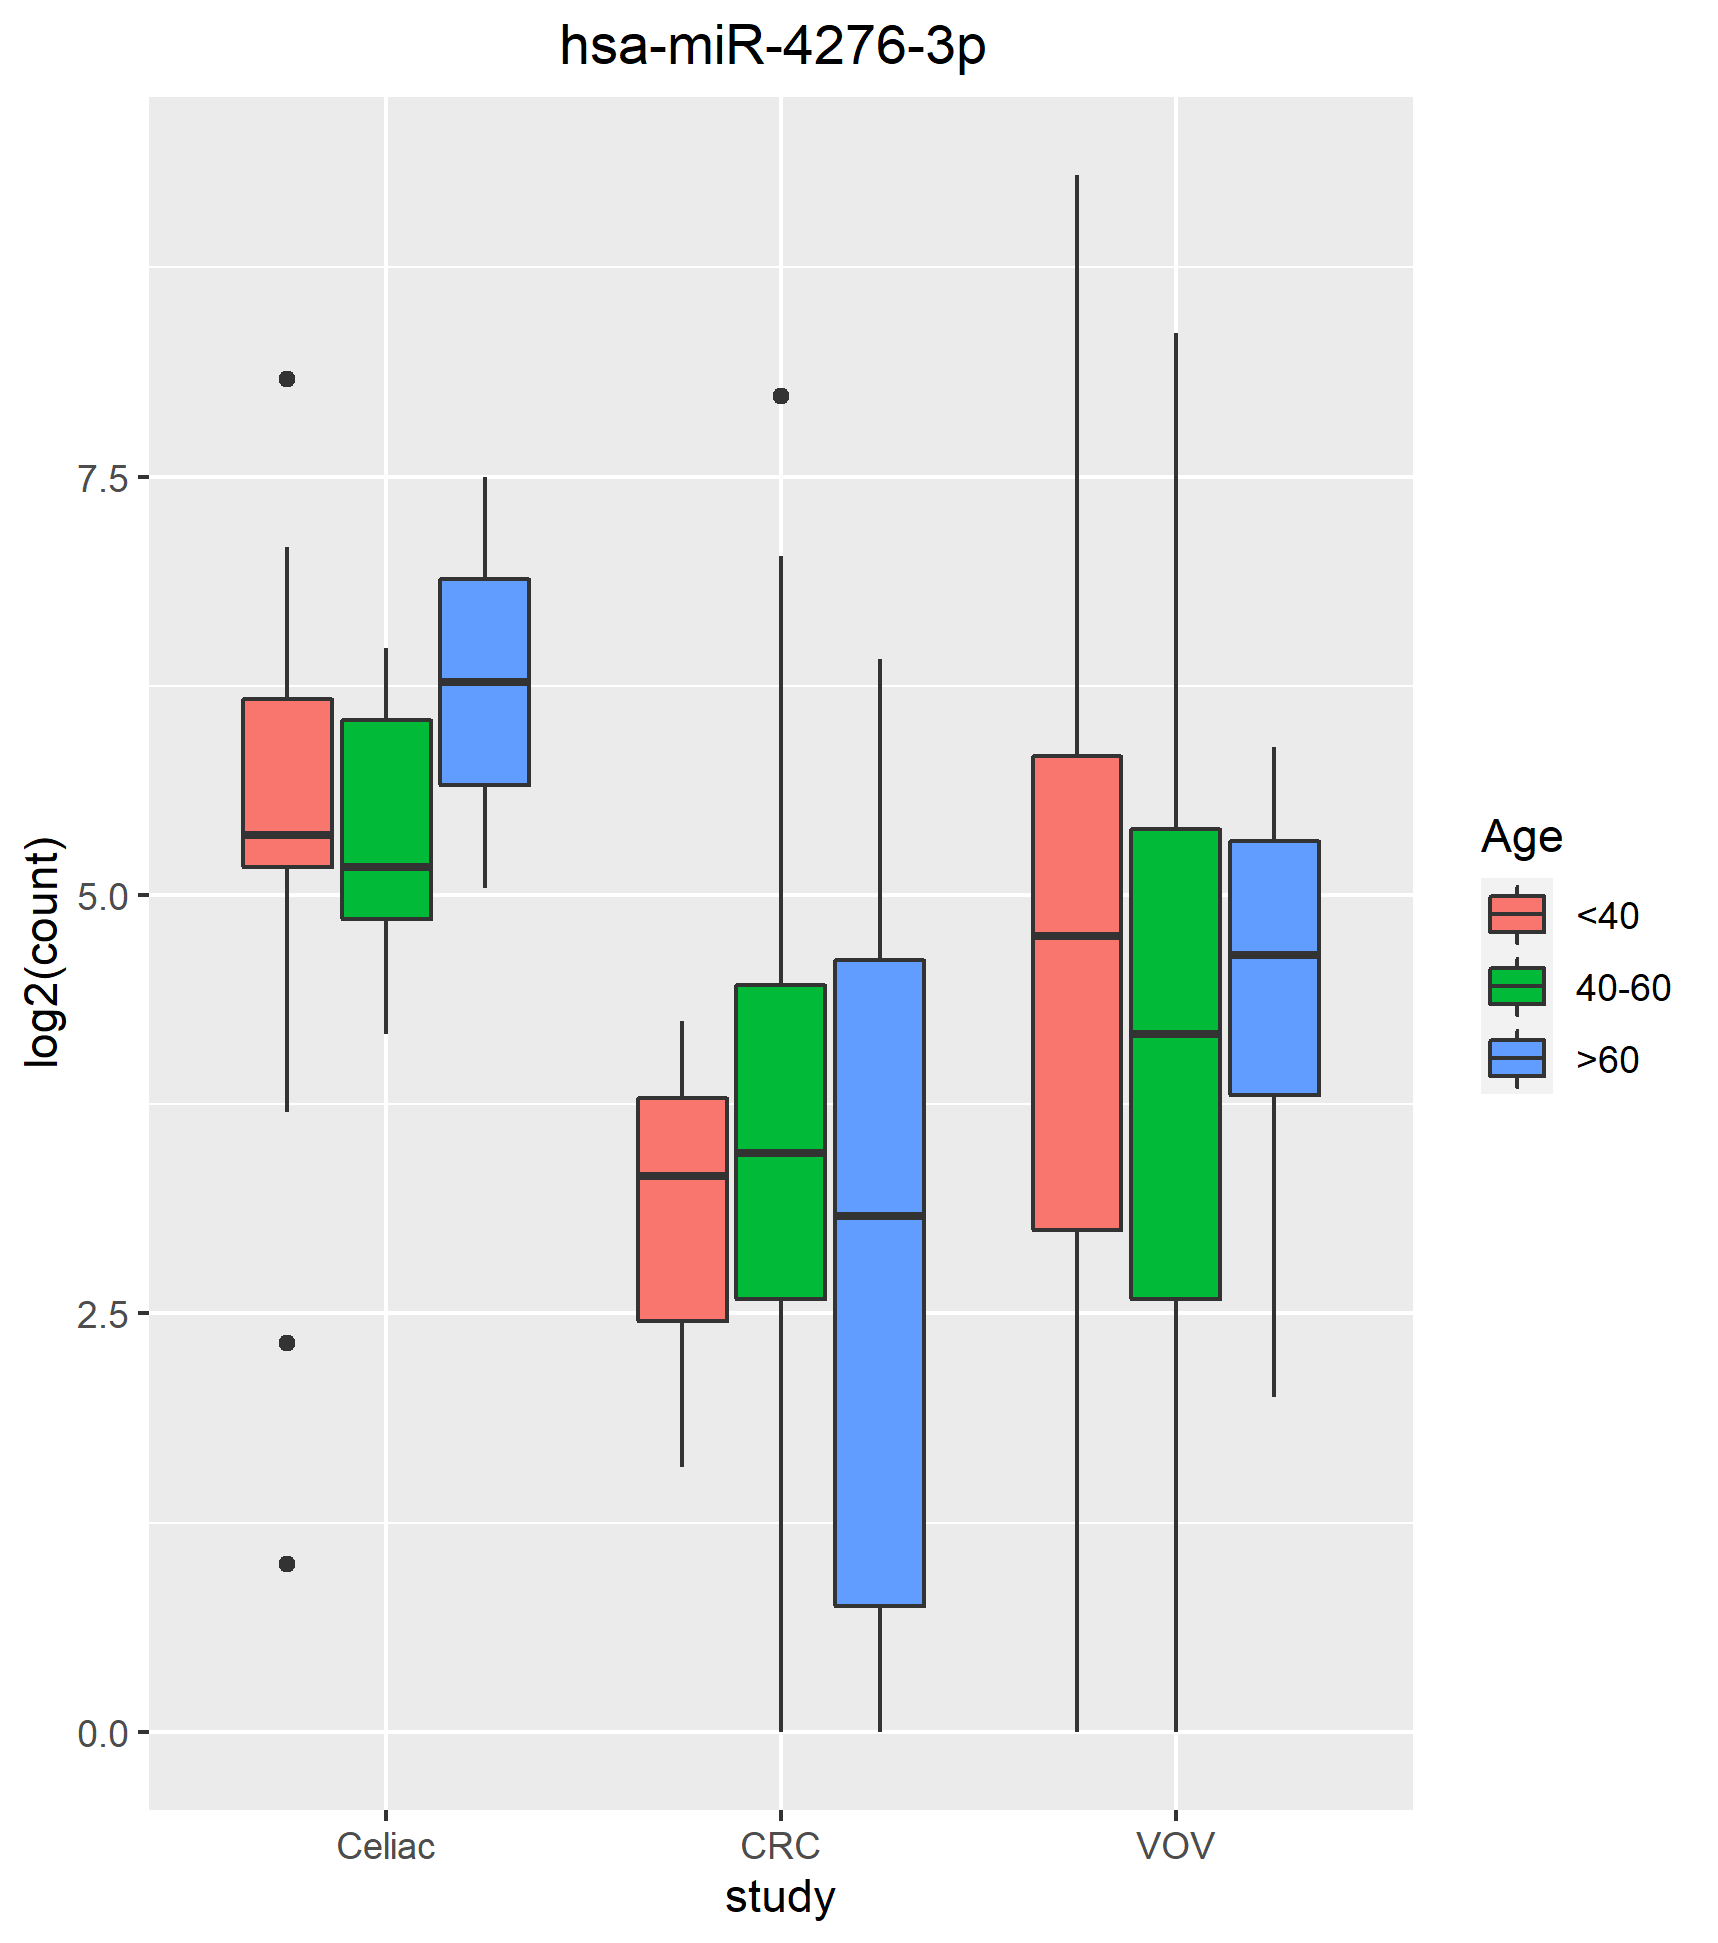 hsa-miR-4276-3p
log2(count)
7.5
5.0
2.5
0.0
Celiac
CRC
VOV
study
Age
<40
40-60
>60